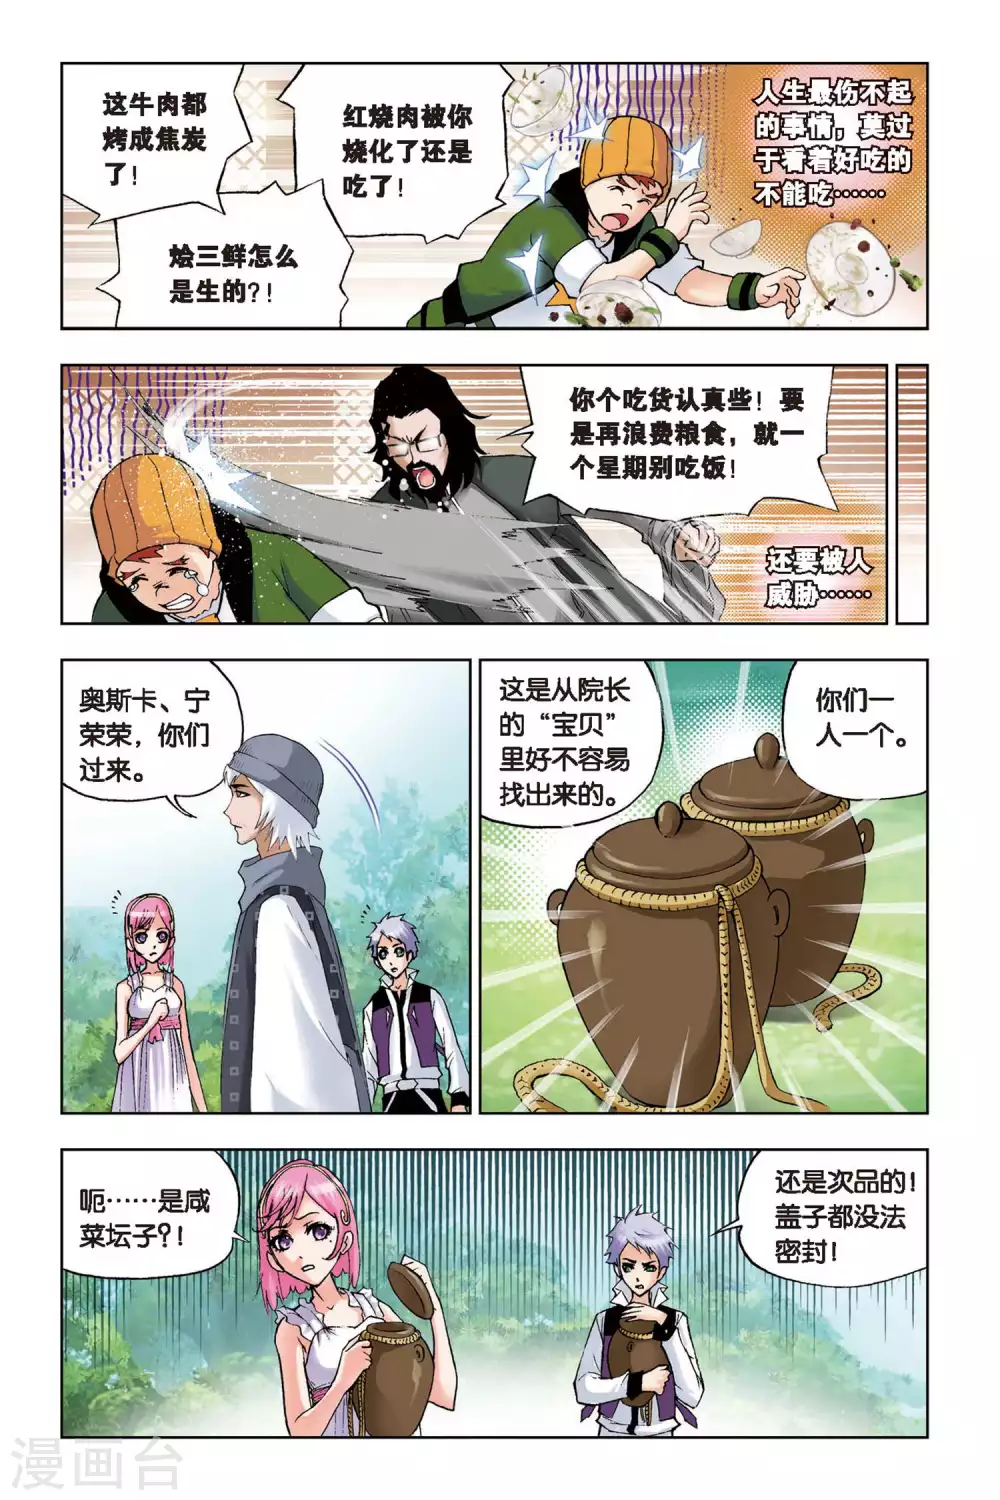 这牛肉都
烤成焦炭
了！
红烧肉被你
烧化了还是
吃了！
烩三鲜怎么
是生的？！
人生最伤不起
的事情，莫过
于看着好吃的
不能吃……
你个吃货认真些！要
是再浪费粮食，就一
个星期别吃饭！
还要被人
威胁……
奥斯卡、宁
荣荣，你们
过来。
这是从院长
的“宝贝”
里好不容易
找出来的。
你们一
人一个。
呃……是咸
菜坛子？！
还是次品的！
盖子都没法
密封！
漫画台